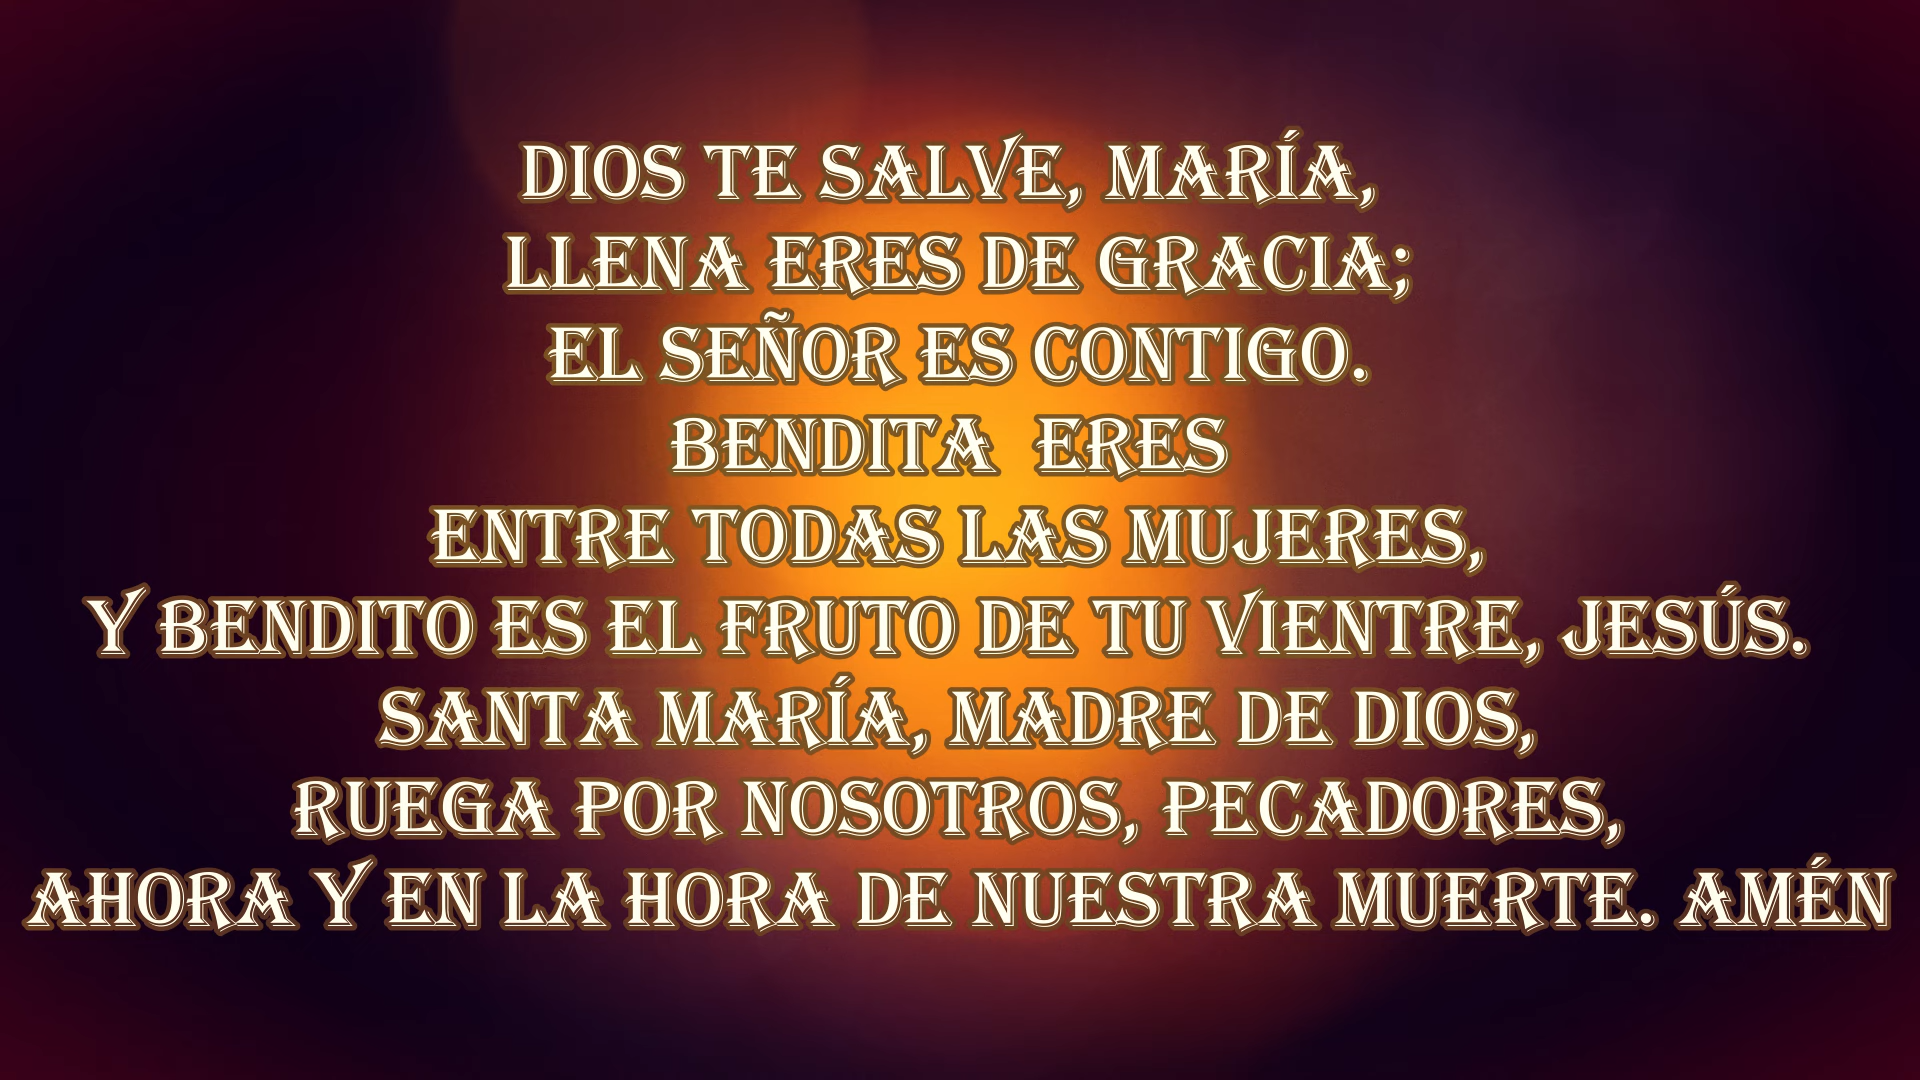 DIOS TE SALVE, MARÍA,
LLENA ERES DE GRACIA;
EL SEÑOR ES CONTIGO.
BENDITA  ERES
ENTRE TODAS LAS MUJERES,
Y BENDITO ES EL FRUTO DE TU VIENTRE, JESÚS.
SANTA MARÍA, MADRE DE DIOS,
RUEGA POR NOSOTROS, PECADORES,
AHORA Y EN LA HORA DE NUESTRA MUERTE. AMÉN